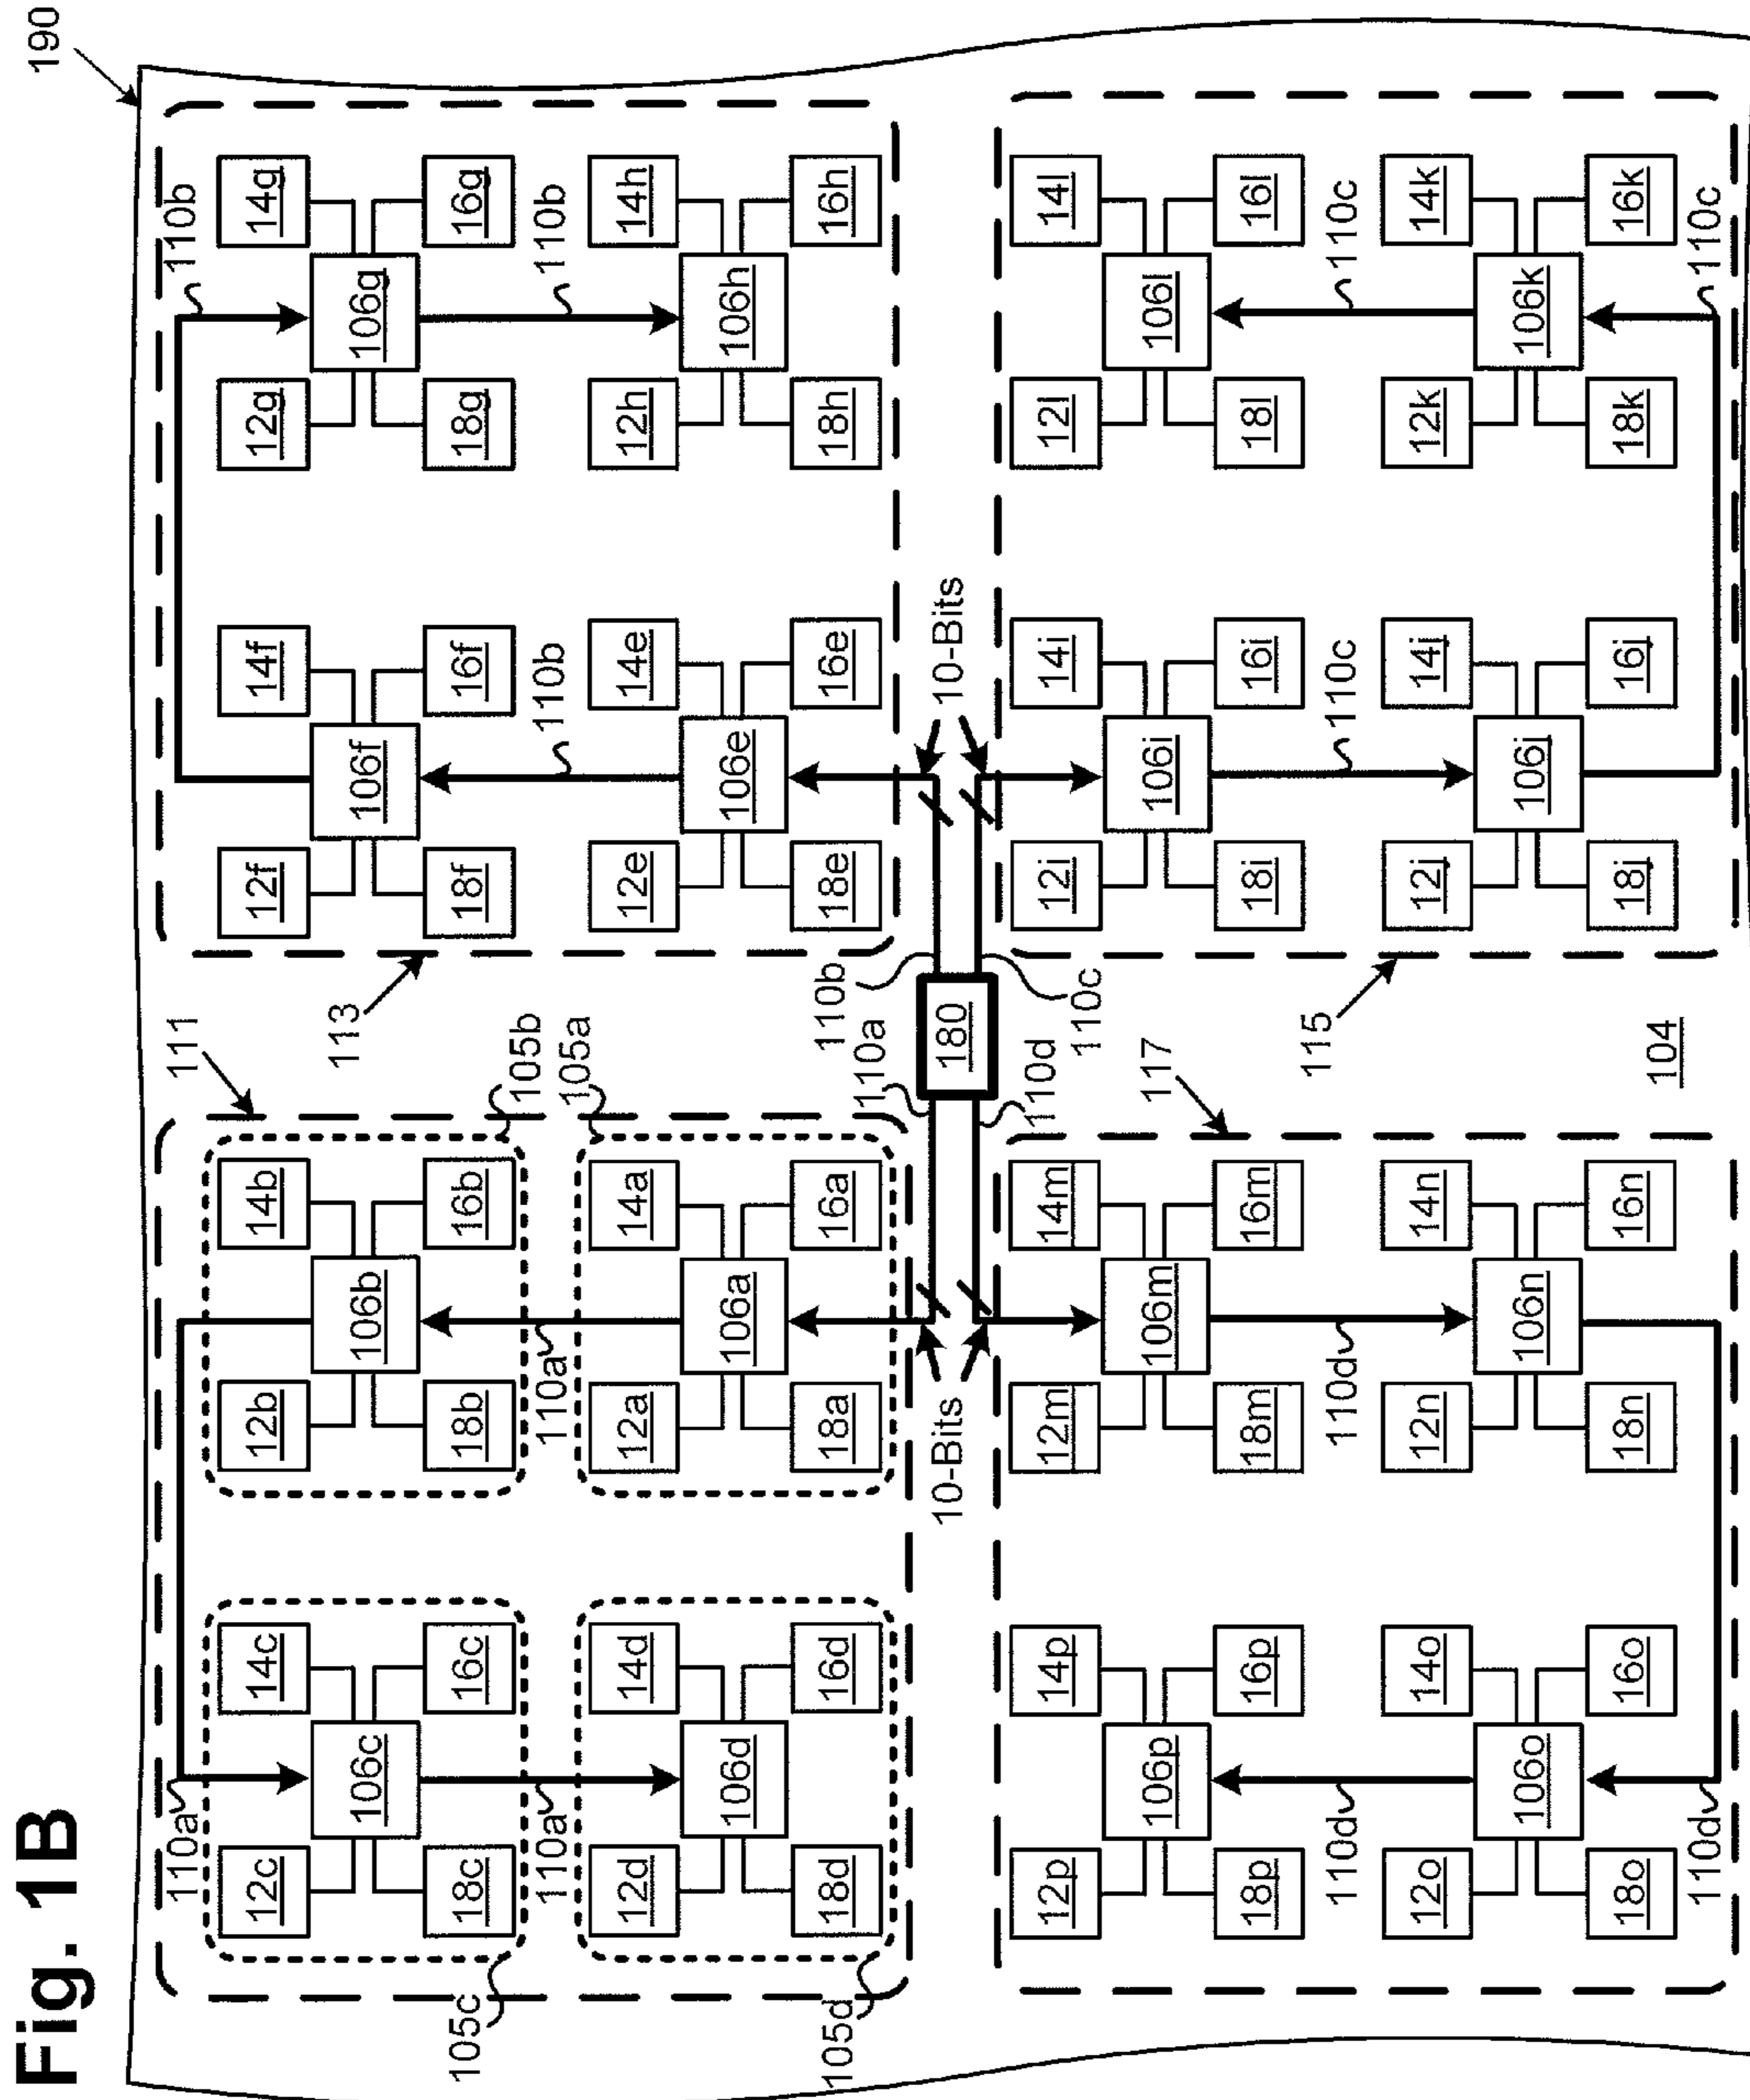 Fig. 1B
190
110a
111
110b
12c 14c 12b 14b 12f 14f 12g 14g
113
106c 106b 106f 106g
105c
18c 16c 18b 16b 18f 16f 18g 16g
105b
110a 110a 110b 110b
105a
12d 14d 12a 14a 12e 14e 12h 14h
106d 106a 106e 106h
105d
18d 16d 18a 16a 18e 16e 18h 16h
110b
110a
10-Bits 180 10-Bits
110d
110c
12p 14p 12m 14m 12i 14i 12l 14l
117
106p 106m 106i 106l
18p 16p 18m 16m 18i 16i 18l 16l
115
110d 110d 110c 110c
12o 14o 12n 14n 12j 14j 12k 14k
106o 106n 106j 106k
18o 16o 18n 16n 18j 16j 18k 16k
104
110d 110c